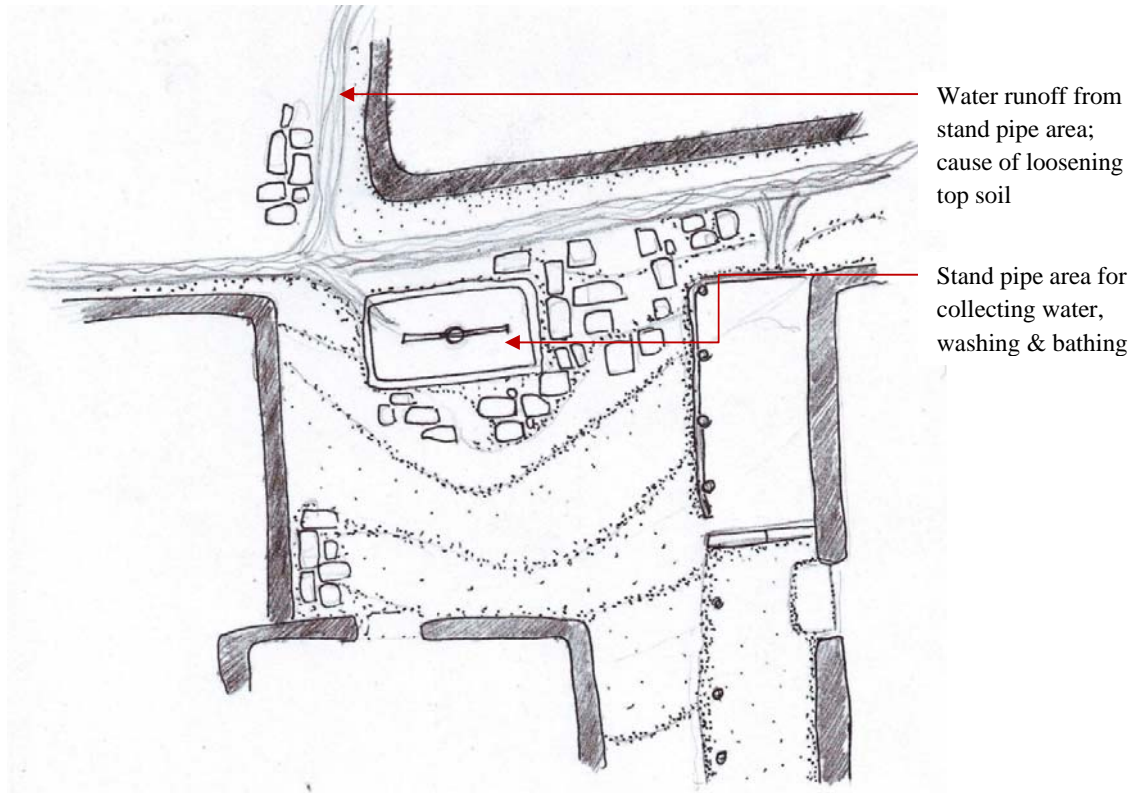 Water runoff from
stand pipe area;
cause of loosening
top soil
Stand pipe area for
collecting water,
washing & bathing